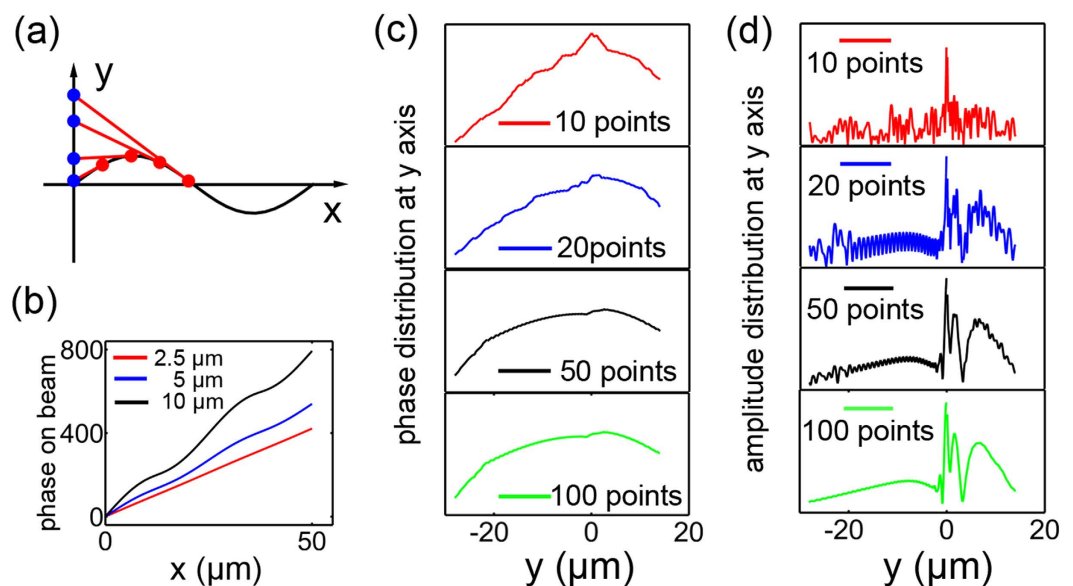 (a)
y
x
(b)
phase on beam
800
400
0
2.5 μm
5 μm
10 μm
0
50
x (μm)
(c)
phase distribution at y axis
10 points
20points
50 points
100 points
-20
0
20
y (μm)
(d)
amplitude distribution at y axis
10 points
20 points
50 points
100 points
-20
0
20
y (μm)